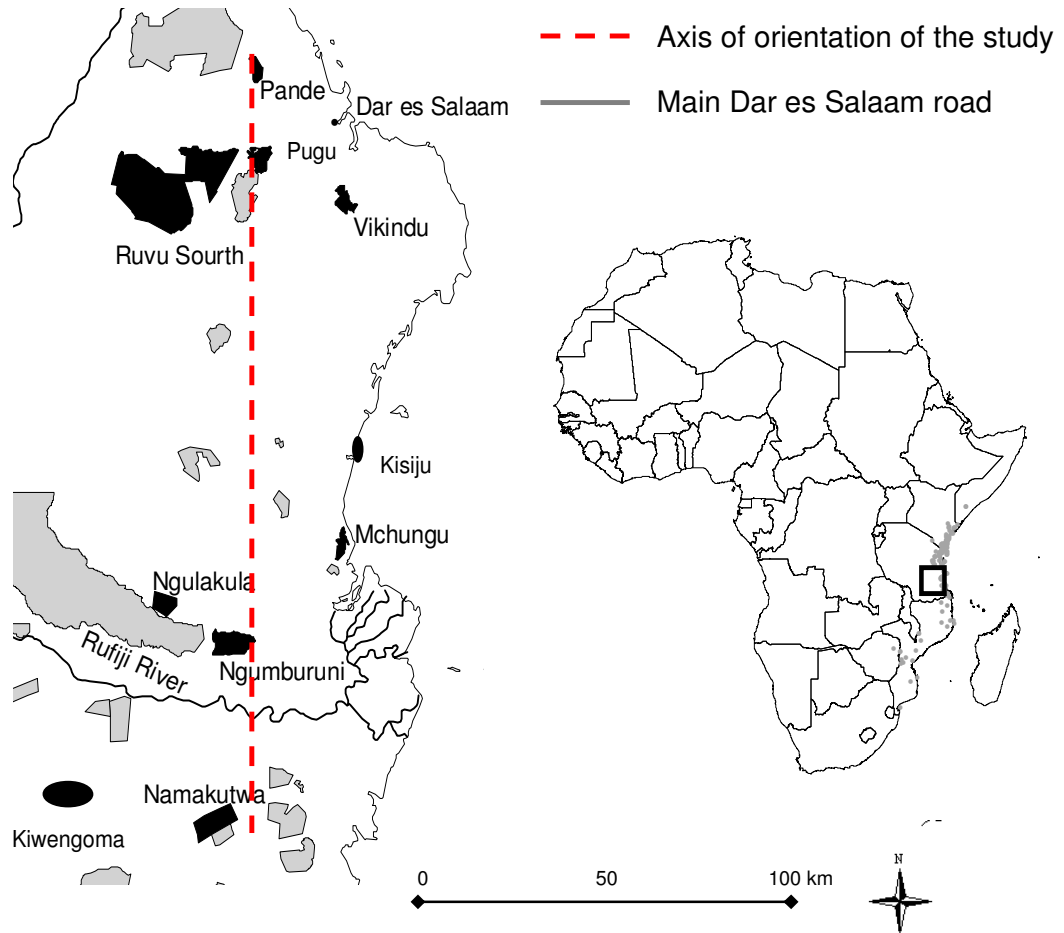 Axis of orientation of the study
Main Dar es Salaam road
Pande
Dar es Salaam
Pugu
Vikindu
Ruvu Sourth
Kisiju
Mchungu
Ngulakula
Rufiji River
Ngumburuni
Namakutwa
Kiwengoma
0 50 100 km
N